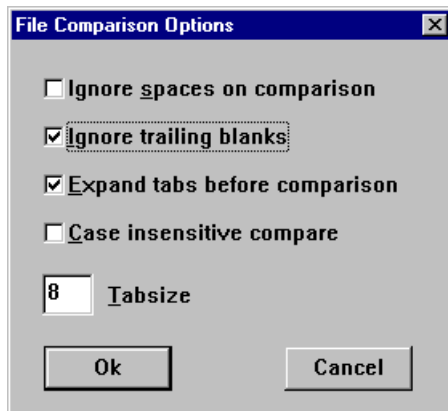 File Comparison Options
Ignore spaces on comparison
Ignore trailing blanks
Expand tabs before comparison
Case insensitive compare
8 Tabsize
Ok Cancel